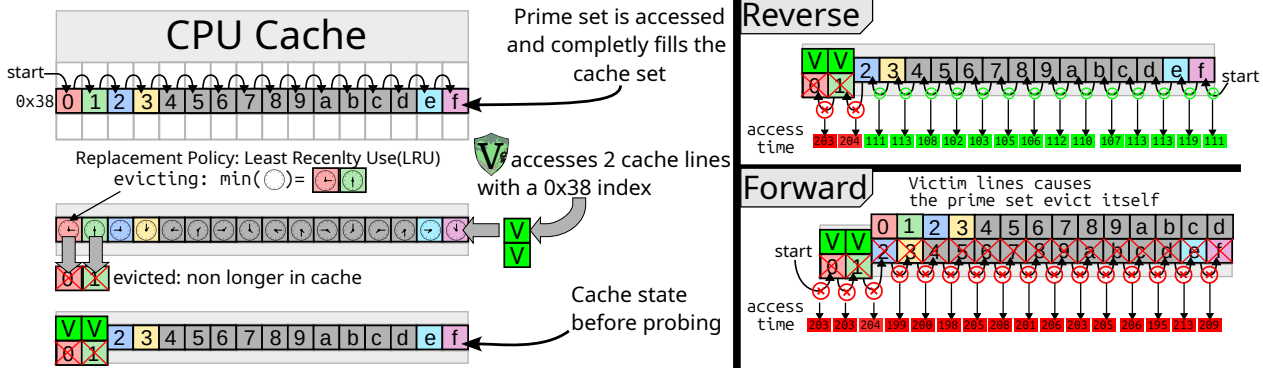 CPU Cache
Prime set is accessed
and completly fills the
cache set
start
0x38 0 1 2 3 4 5 6 7 8 9 a b c d e f
Replacement Policy: Least Recenlty Use(LRU)
evicting: min( )=
V accesses 2 cache lines
with a 0x38 index
V
V
0 1 evicted: non longer in cache
Cache state
before probing
V V 2 3 4 5 6 7 8 9 a b c d e f
0 1
Reverse
V V 2 3 4 5 6 7 8 9 a b c d e f
0 1
start
access
time
203 204 111 113 108 102 103 105 106 110 107 113 113 108 119 111
Forward
Victim lines causes
the prime set evict itself
0 1 2 3 4 5 6 7 8 9 a b c d
V V 2 3 4 5 6 7 8 9 a b c d e f
0 1
start
access
time
203 203 204 199 200 198 205 208 201 206 203 205 206 195 213 209